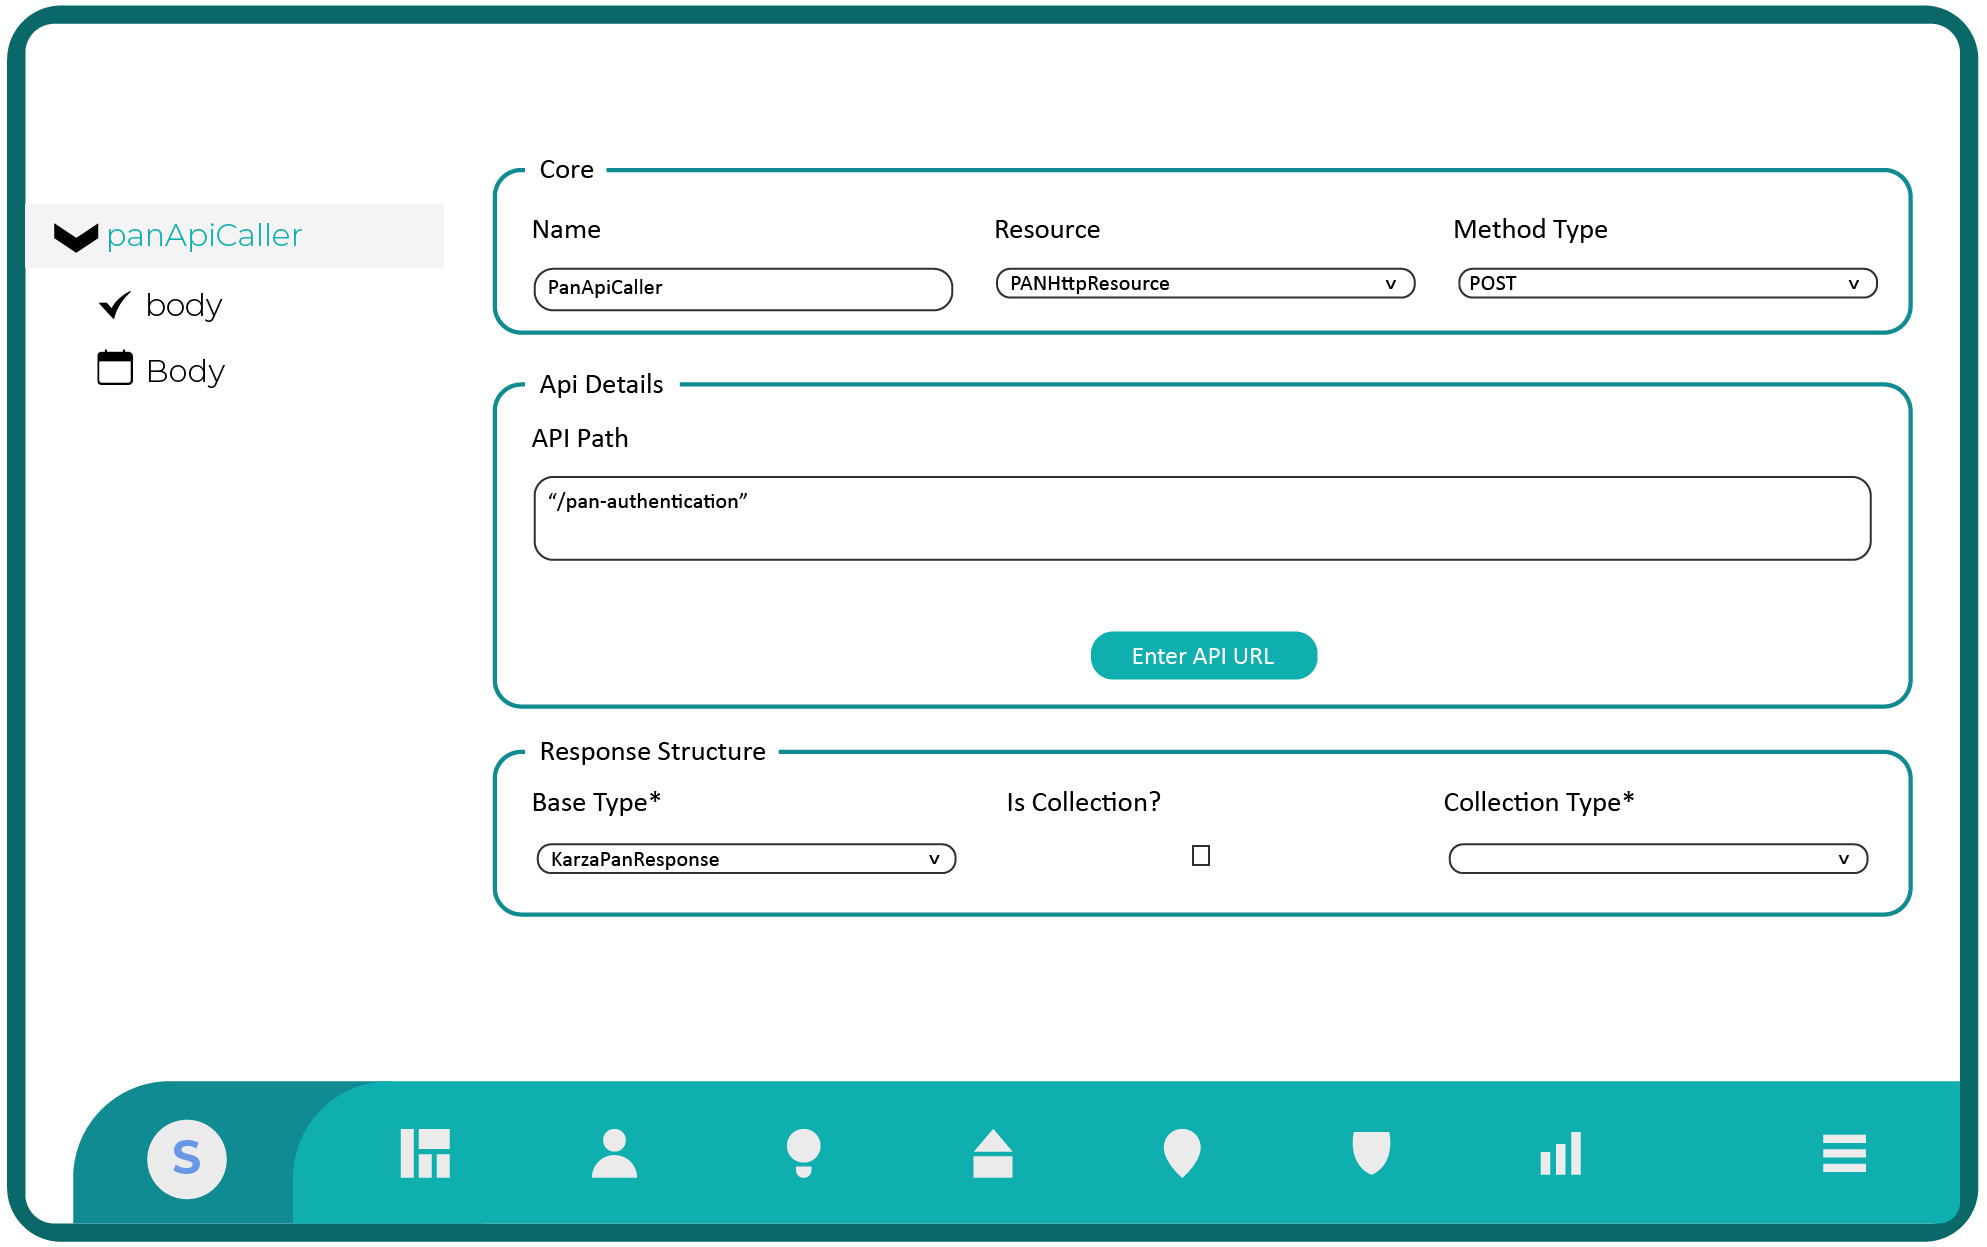 panApiCaller
body
Body
Core
Name
Resource
Method Type
PanApiCaller
PANHttpResource
POST
Api Details
API Path
“/pan-authentication”
Enter API URL
Response Structure
Base Type*
Is Collection?
Collection Type*
KarzaPanResponse
S